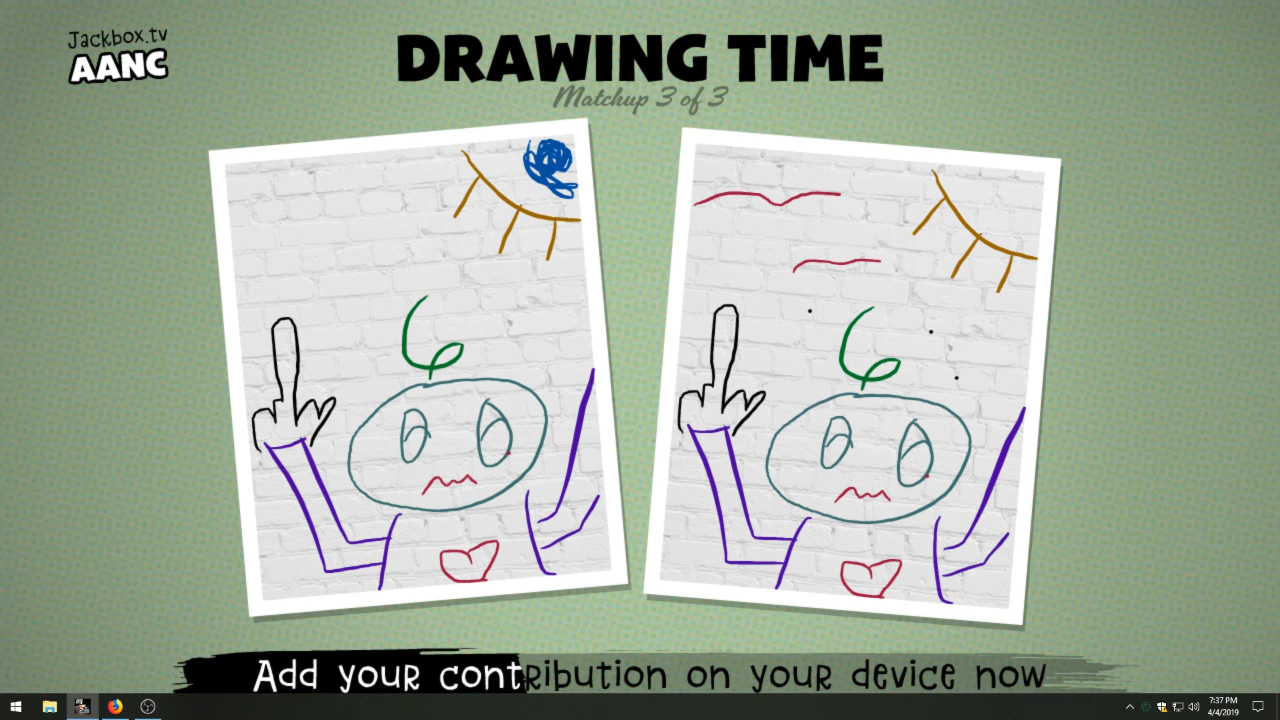 Jackbox.tv
AANC
DRAWING TIME
Matchup 3 of 3
Add your contribution on your device now
7:37 PM
4/4/2019